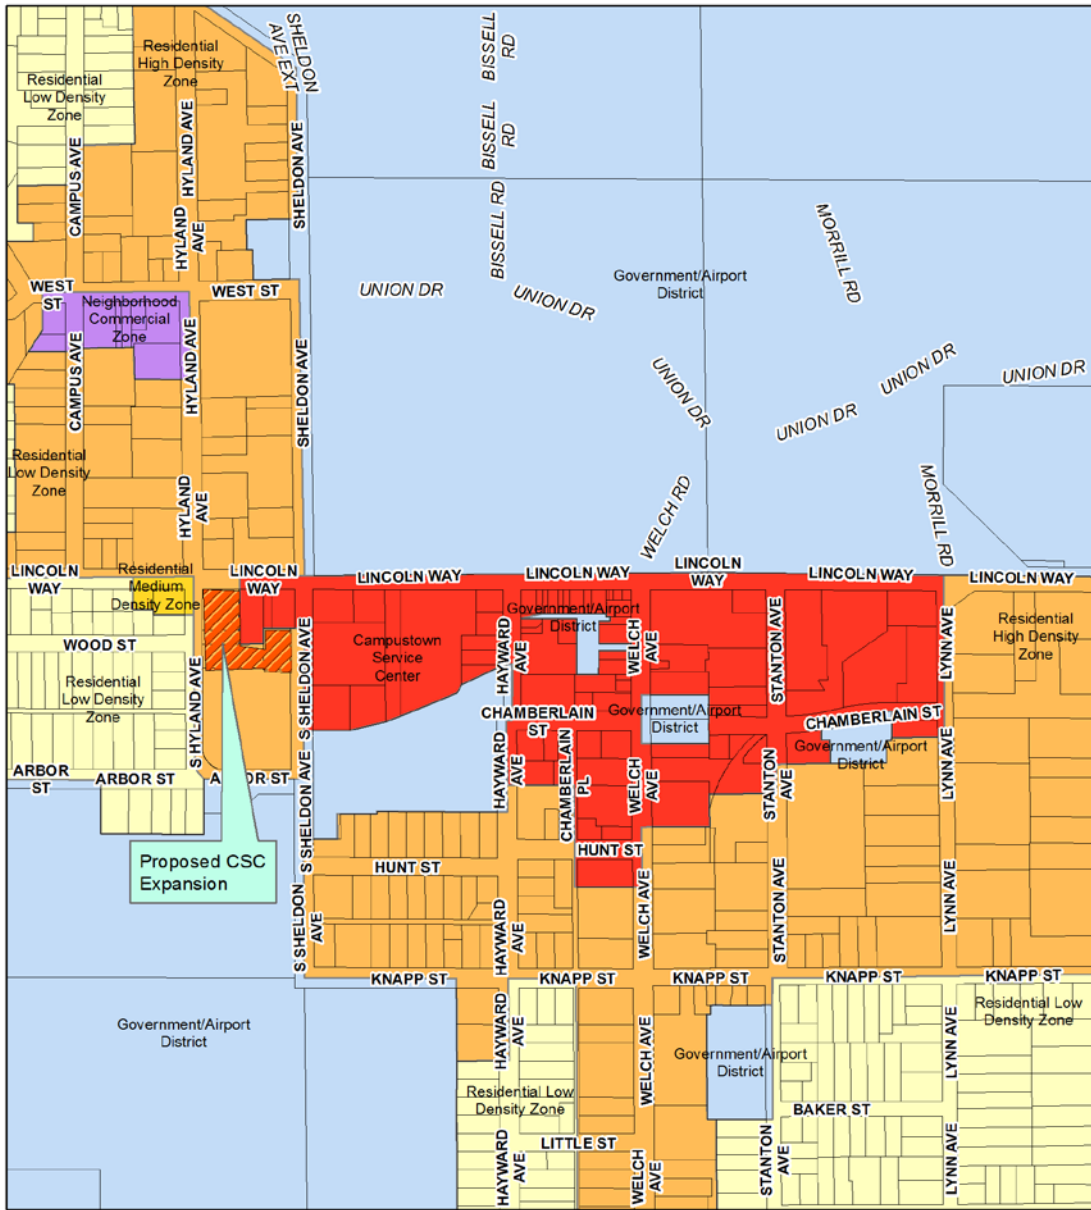 SHELDON
AVE EXT
BISSELL
RD
Residential
High Density
Zone
Residential
Low Density
Zone
HYLAND AVE
BISSELL
RD
CAMPUS AVE
SHELDON AVE
HYLAND
AVE
BISSELL RD
MORRILL RD
Government/Airport
District
WEST
ST
WEST ST
UNION DR
UNION DR
Neighborhood
Commercial
Zone
CAMPUS AVE
HYLAND AVE
SHELDON AVE
UNION DR
UNION DR
UNION DR
UNION DR
Residential
Low Density
Zone
HYLAND
AVE
WELCH RD
MORRILL RD
LINCOLN
WAY
Residential
Medium
Density Zone
LINCOLN
WAY
LINCOLN WAY
LINCOLN WAY
LINCOLN
WAY
LINCOLN WAY
LINCOLN WAY
WOOD ST
Residential
Low Density
Zone
S HYLAND AVE
S SHELDON AVE
Campustown
Service
Center
HAYWARD
AVE
Government/Airport
District
WELCH
AVE
STANTON AVE
LYNN AVE
Residential
High Density
Zone
CHAMBERLAIN
ST
Government/Airport
District
CHAMBERLAIN ST
Government/Airport
District
ARBOR
ST
ARBOR ST
S SHELDON AVE
HAYWARD
AVE
CHAMBERLAIN
PL
WELCH
AVE
STANTON
AVE
LYNN AVE
Proposed CSC
Expansion
HUNT ST
HUNT ST
S SHELDON
AVE
HAYWARD
AVE
WELCH AVE
STANTON AVE
LYNN AVE
KNAPP ST
KNAPP ST
KNAPP ST
KNAPP ST
KNAPP ST
Government/Airport
District
HAYWARD
AVE
WELCH AVE
Government/Airport
District
Residential Low
Density Zone
LYNN AVE
Residential Low
Density Zone
BAKER ST
LITTLE ST
HAYWARD
AVE
WELCH
AVE
STANTON
AVE
LYNN AVE